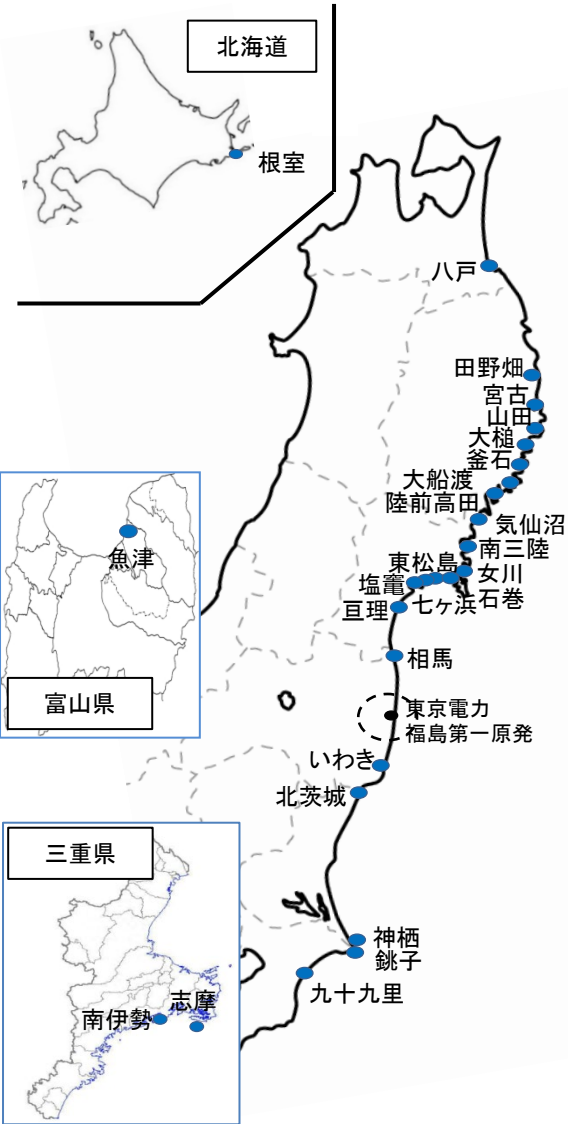 北海道
根室
八戸
田野畑
宮古
山田
大槌
釜石
大船渡
陸前高田
気仙沼
南三陸
東松島
女川
塩竈
石巻
亘理
七ヶ浜
相馬
東京電力
福島第一原発
いわき
北茨城
神栖
銚子
九十九里
魚津
富山県
三重県
志摩
南伊勢